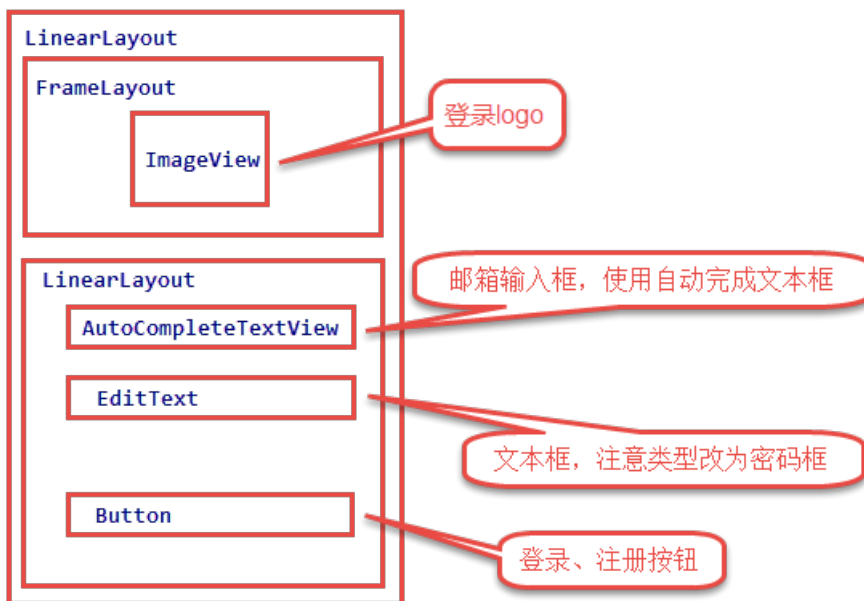 LinearLayout
FrameLayout
登录logo
ImageView
邮箱输入框，使用自动完成文本框
LinearLayout
AutoCompleteTextView
EditText
文本框，注意类型改为密码框
Button
登录、注册按钮